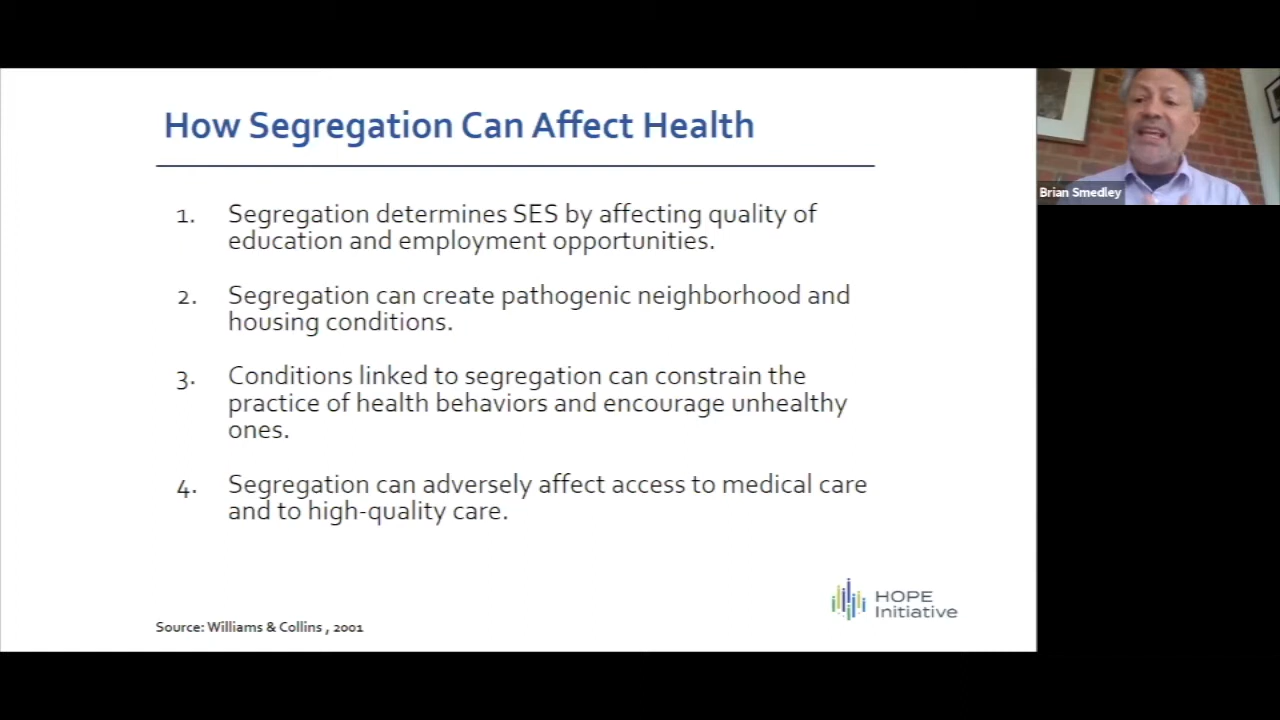 How Segregation Can Affect Health
1. Segregation determines SES by affecting quality of
education and employment opportunities.
2. Segregation can create pathogenic neighborhood and
housing conditions.
3. Conditions linked to segregation can constrain the
practice of health behaviors and encourage unhealthy
ones.
4. Segregation can adversely affect access to medical care
and to high-quality care.
HOPE
Initiative
Source: Williams & Collins , 2001
Brian Smedley